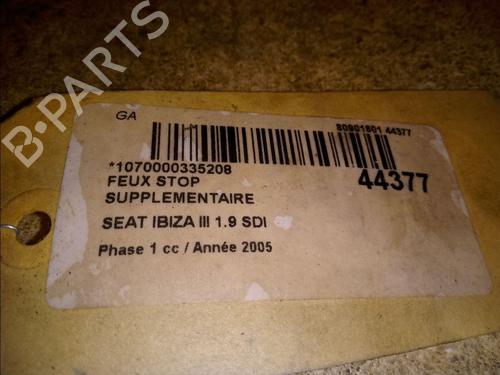 B-PARTS
GA
80901601 44377
*1070000335208
44377
FEUX STOP
SUPPLEMENTAIRE
SEAT IBIZA III 1.9 SDI
Phase 1 cc / Année 2005